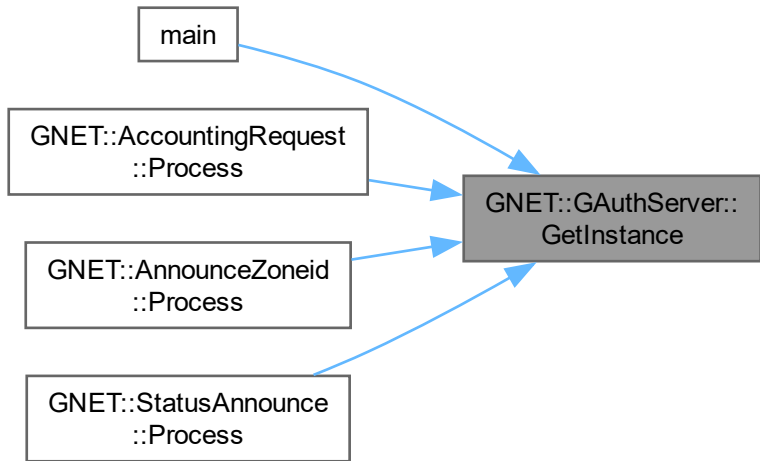 main
GNET::AccountingRequest
::Process
GNET::GAuthServer::
GetInstance
GNET::AnnounceZoneid
::Process
GNET::StatusAnnounce
::Process